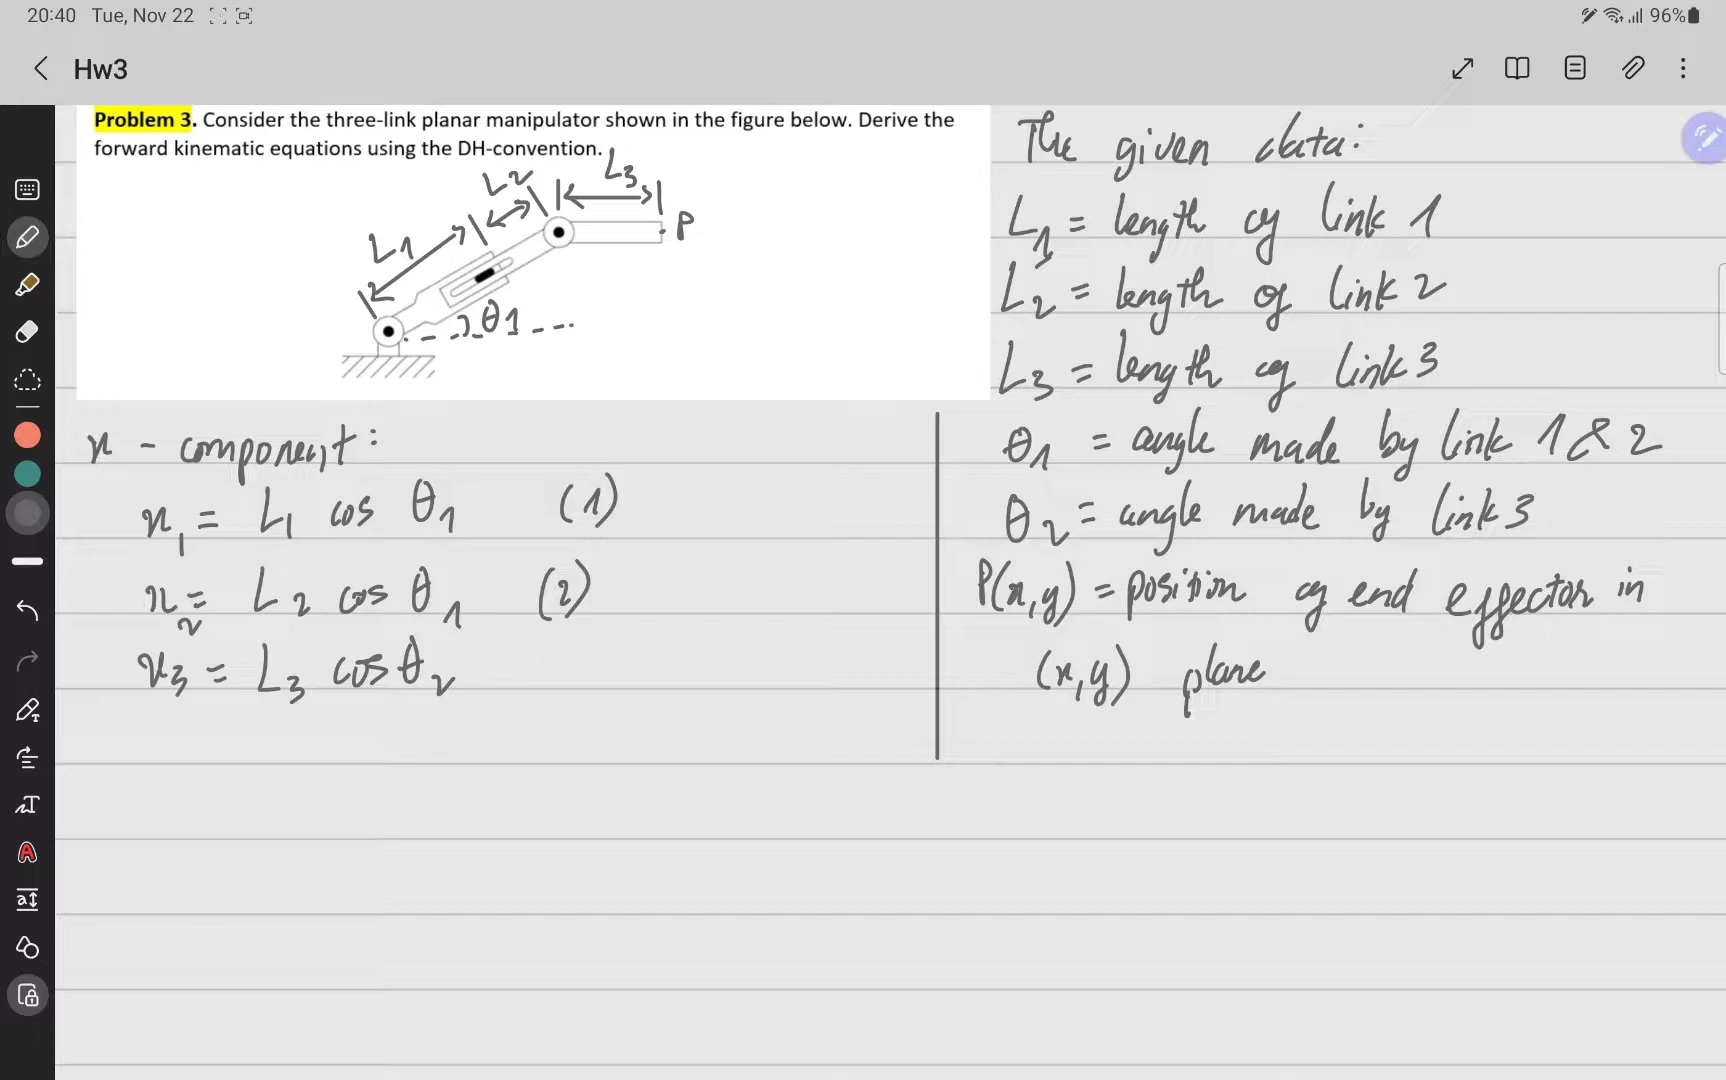 20:40 Tue, Nov 22 96%
Hw3
Problem 3. Consider the three-link planar manipulator shown in the figure below. Derive the
forward kinematic equations using the DH-convention.
L3
L2
P
L1
θ1
x - component:
x1 = L1 cos θ1 (1)
x2 = L2 cos θ1 (2)
x3 = L3 cos θ2
The given data:
L1 = length of link 1
L2 = length of link 2
L3 = length of link 3
θ1 = angle made by link 1 & 2
θ2 = angle made by link 3
P(x,y) = position of end effector in
(x,y) plane